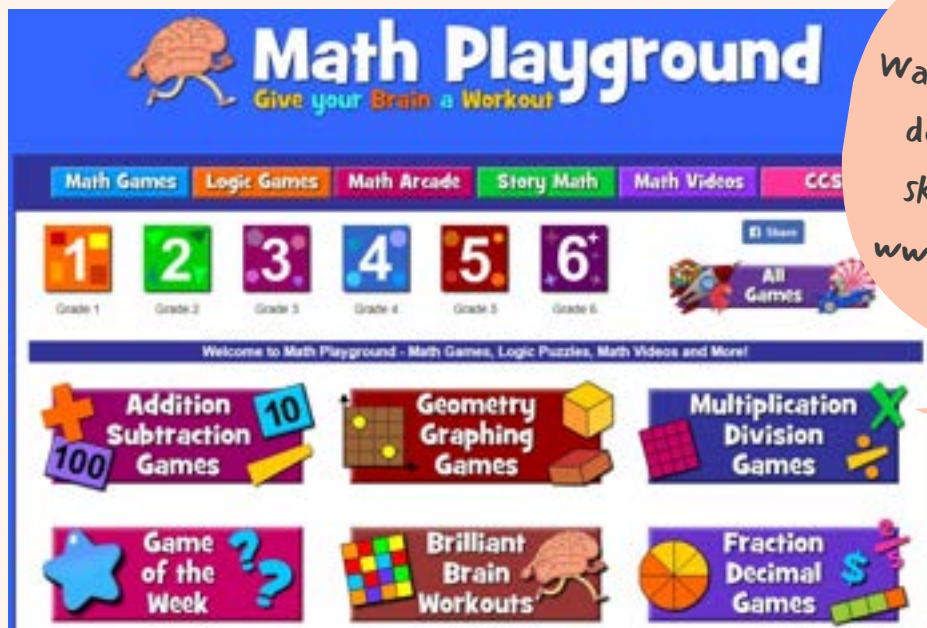 Math Playground
Give your Brain a Workout
Math Games Logic Games Math Arcade Story Math Math Videos
1 2 3 4 5 6
Grade 1 Grade 2 Grade 3 Grade 4 Grade 5 Grade 6
Share
All
Games
Welcome to Math Playground - Math Games, Logic Puzzles, Math Videos and More!
Addition
Subtraction
Games
10
100
Geometry
Graphing
Games
Multiplication
Division
Games
Game
of the
Week
Brilliant
Brain
Workouts
Fraction
Decimal
Games